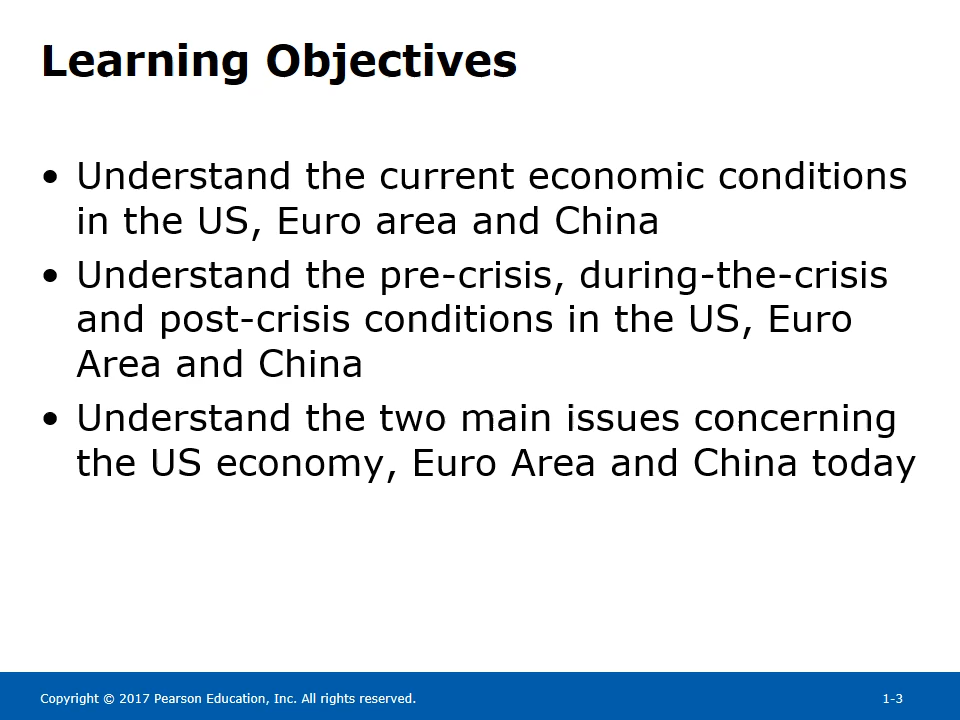 Learning Objectives
• Understand the current economic conditions
in the US, Euro area and China
• Understand the pre-crisis, during-the-crisis
and post-crisis conditions in the US, Euro
Area and China
• Understand the two main issues concerning
the US economy, Euro Area and China today
Copyright © 2017 Pearson Education, Inc. All rights reserved. 1-3